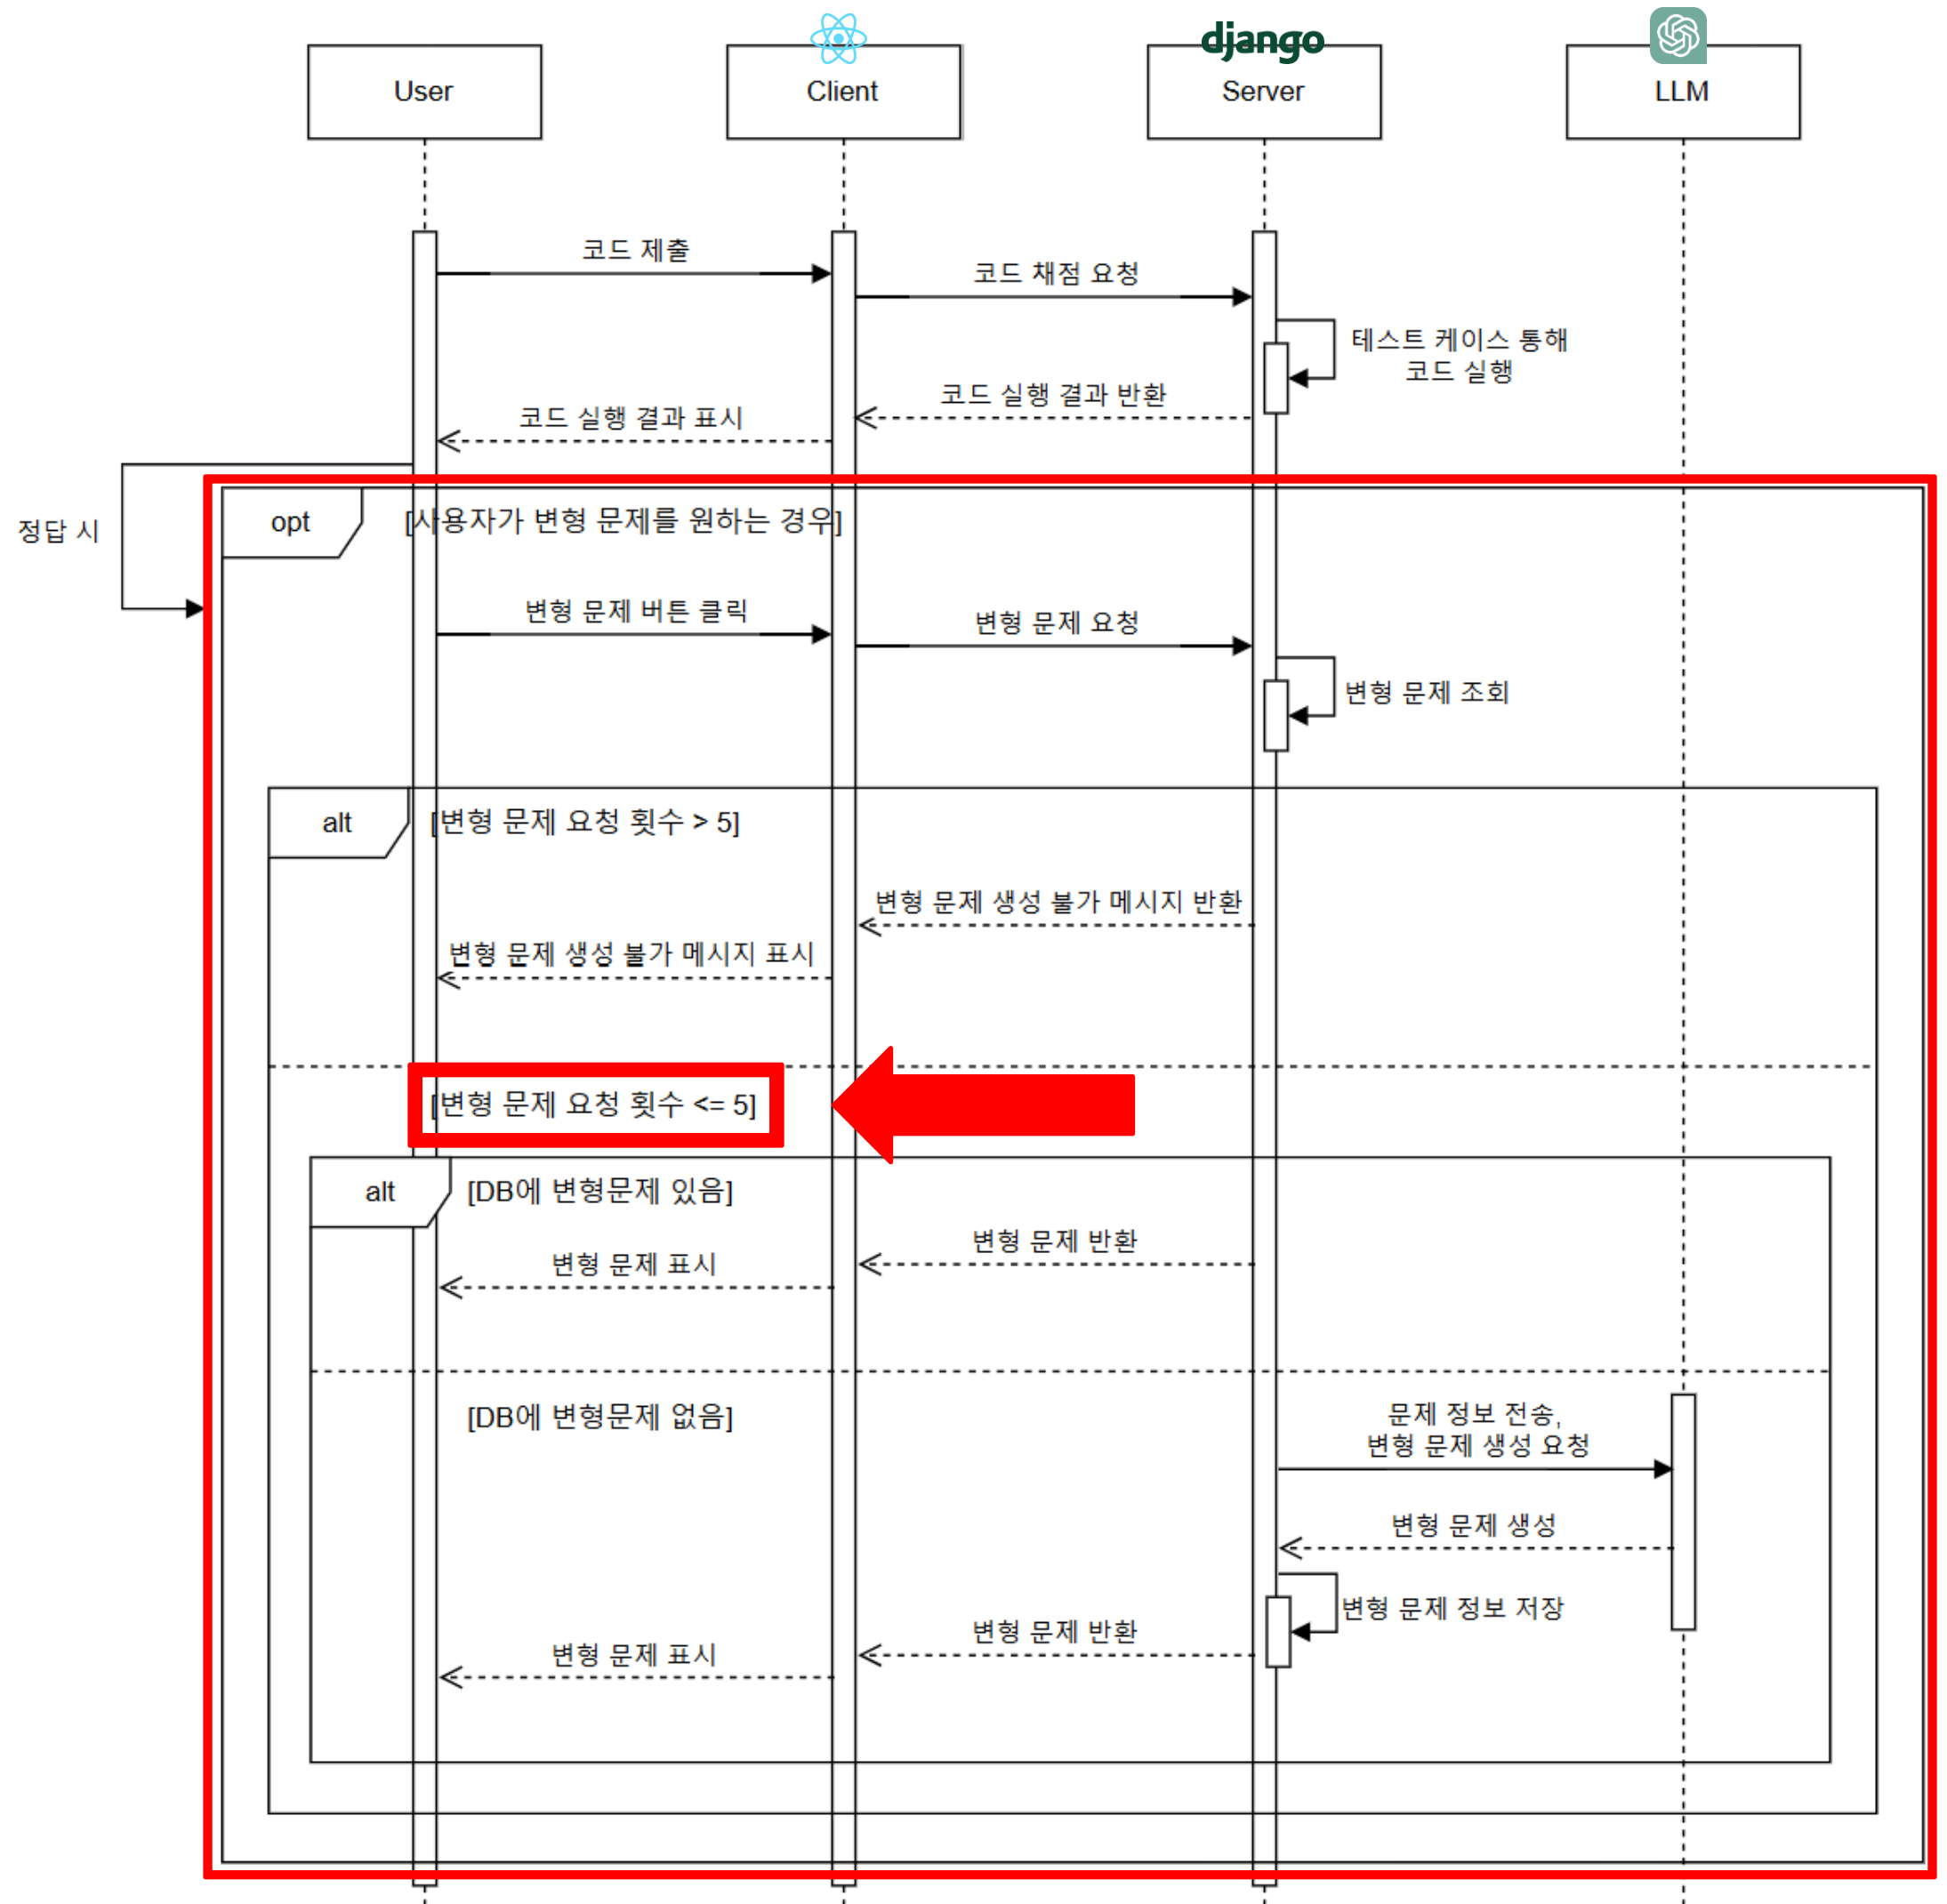 django
User
Client
Server
LLM
코드 제출
코드 채점 요청
테스트 케이스 통해
코드 실행
코드 실행 결과 반환
코드 실행 결과 표시
정답 시
opt
[사용자가 변형 문제를 원하는 경우]
변형 문제 버튼 클릭
변형 문제 요청
변형 문제 조회
alt
[변형 문제 요청 횟수 > 5]
변형 문제 생성 불가 메시지 반환
변형 문제 생성 불가 메시지 표시
[변형 문제 요청 횟수 <= 5]
alt
[DB에 변형문제 있음]
변형 문제 반환
변형 문제 표시
[DB에 변형문제 없음]
문제 정보 전송,
변형 문제 생성 요청
변형 문제 생성
변형 문제 정보 저장
변형 문제 반환
변형 문제 표시